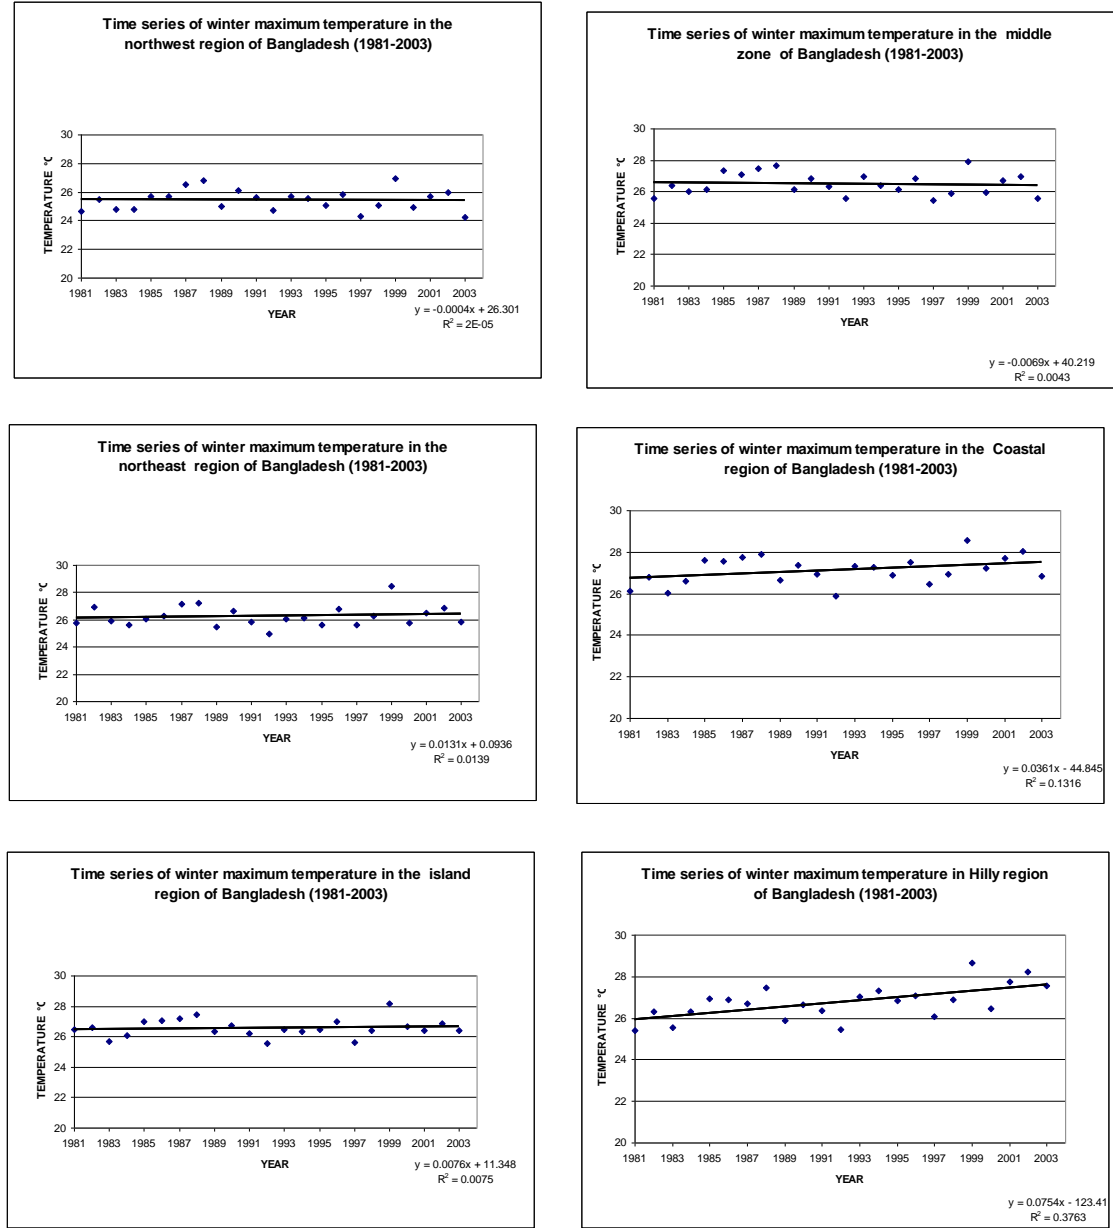 Time series of winter maximum temperature in the
northwest region of Bangladesh (1981-2003)
30
28
26
24
22
20
TEMPERATURE °C
1981 1983 1985 1987 1989 1991 1993 1995 1997 1999 2001 2003
YEAR
y = -0.0004x + 26.301
R² = 2E-05
Time series of winter maximum temperature in the middle
zone of Bangladesh (1981-2003)
30
28
26
24
22
20
TEMPERATURE °C
1981 1983 1985 1987 1989 1991 1993 1995 1997 1999 2001 2003
YEAR
y = -0.0069x + 40.219
R² = 0.0043
Time series of winter maximum temperature in the
northeast region of Bangladesh (1981-2003)
30
28
26
24
22
20
TEMPERATURE °C
1981 1983 1985 1987 1989 1991 1993 1995 1997 1999 2001 2003
YEAR
y = 0.0131x + 0.0936
R² = 0.0139
Time series of winter maximum temperature in the Coastal
region of Bangladesh (1981-2003)
30
28
26
24
22
20
TEMPERATURE °C
1981 1983 1985 1987 1989 1991 1993 1995 1997 1999 2001 2003
YEAR
y = 0.0361x - 44.845
R² = 0.1316
Time series of winter maximum temperature in the island
region of Bangladesh (1981-2003)
30
28
26
24
22
20
TEMPERATURE °C
1981 1983 1985 1987 1989 1991 1993 1995 1997 1999 2001 2003
YEAR
y = 0.0076x + 11.348
R² = 0.0075
Time series of winter maximum temperature in Hilly region
of Bangladesh (1981-2003)
30
28
26
24
22
20
TEMPERATURE °C
1981 1983 1985 1987 1989 1991 1993 1995 1997 1999 2001 2003
YEAR
y = 0.0754x - 123.41
R² = 0.3763